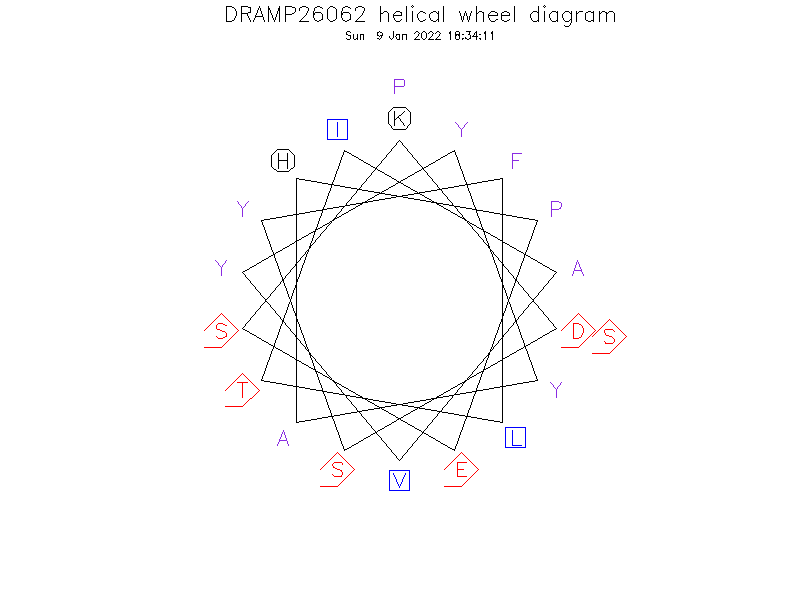 DRAMP26062 helical wheel diagram
Sun 9 Jan 2022 18:34:11
P
I K Y
H F
Y P
Y A
S D S
T Y
A L
S V E